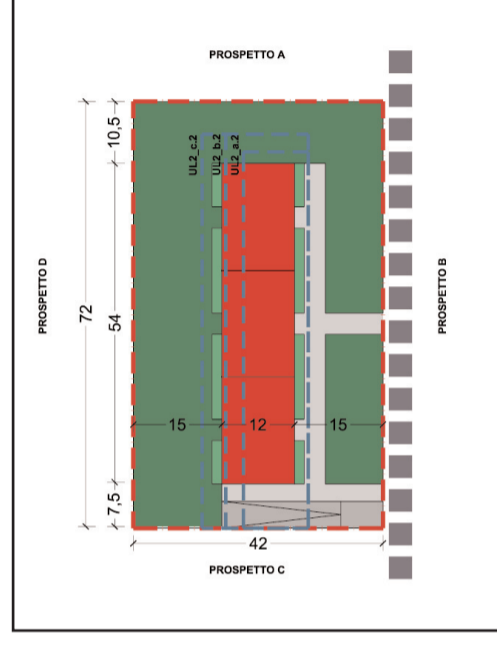 PROSPETTO A
10,5
UL2_c.2
UL2_b.2
UL2_a.2
PROSPETTO D
72
54
PROSPETTO B
15
12
15
7,5
42
PROSPETTO C